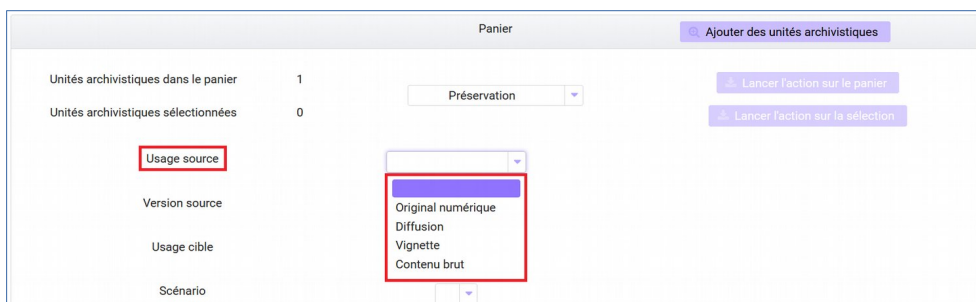 Panier
Ajouter des unités archivistiques
Unités archivistiques dans le panier 1
Préservation
Lancer l'action sur le panier
Unités archivistiques sélectionnées 0
Lancer l'action sur la sélection
Usage source
Version source
Original numérique
Diffusion
Usage cible
Vignette
Contenu brut
Scénario